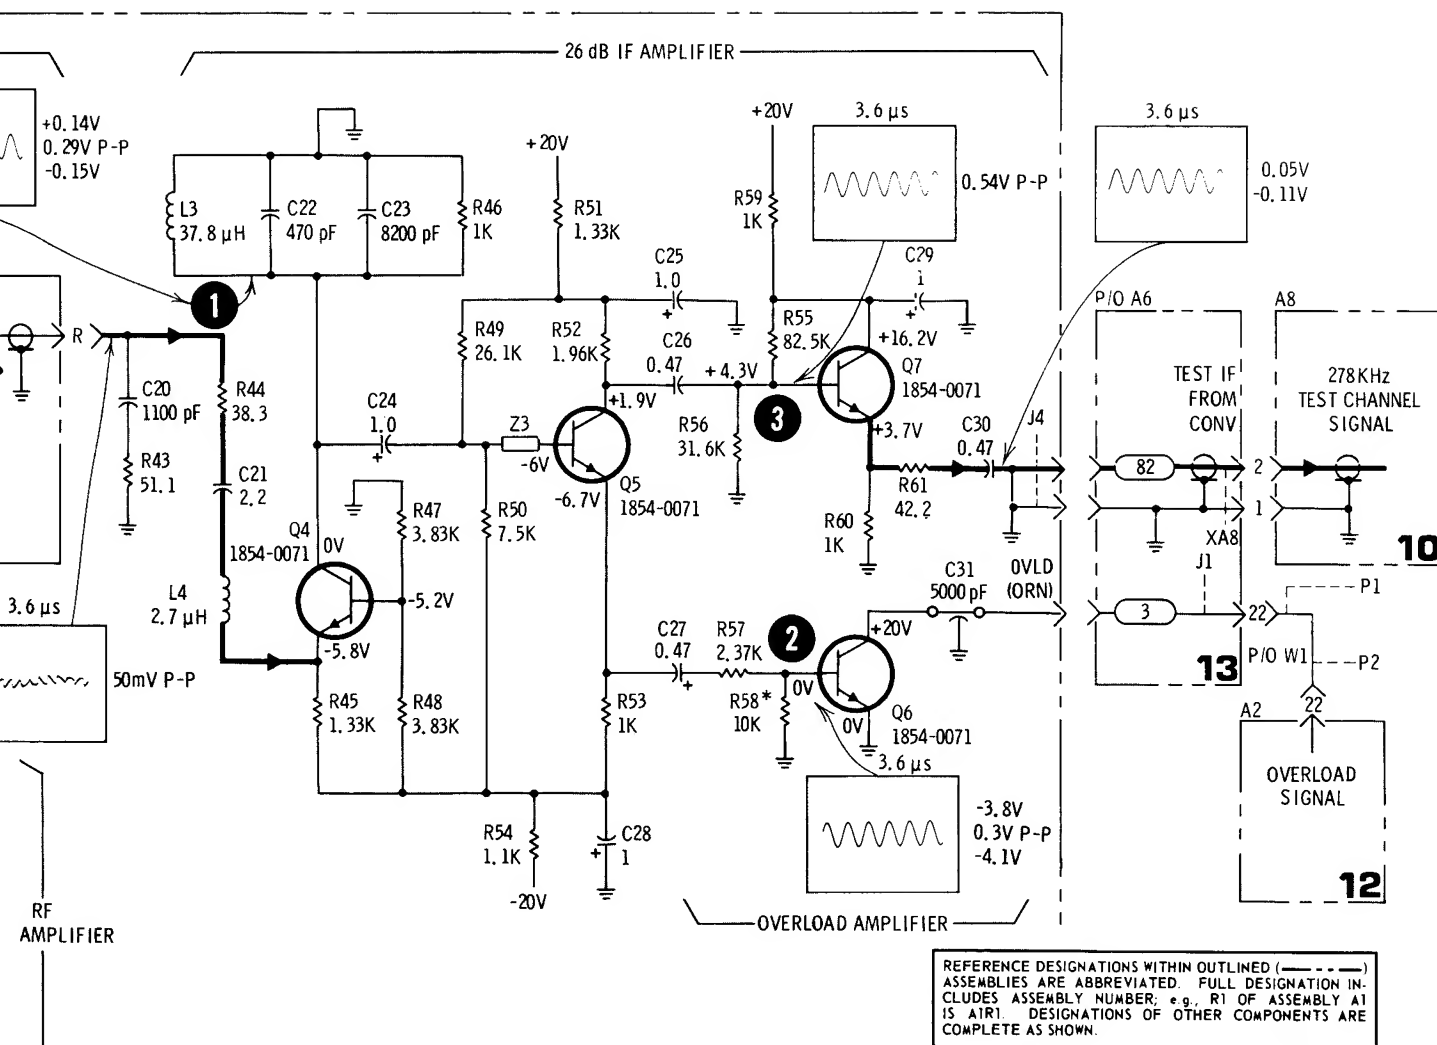 26 dB IF AMPLIFIER
+0.14V
0.29V P-P
-0.15V
L3
37.8 µH
C22
470 pF
C23
8200 pF
R46
1K
+20V
R51
1.33K
C25
1.0
+
+20V
R59
1K
3.6 µs
0.54V P-P
C29
1
+
3.6 µs
0.05V
-0.11V
1
R
C20
1100 pF
R43
51.1
R44
38.3
C21
2.2
L4
2.7 µH
R49
26.1K
R52
1.96K
C26
0.47
+
+4.3V
R55
82.5K
+16.2V
Q7
1854-0071
+3.7V
3
R56
31.6K
C24
1.0
+
Z3
-6V
+1.9V
-6.7V
Q5
1854-0071
R50
7.5K
R47
3.83K
Q4
1854-0071
0V
-5.2V
-5.8V
R45
1.33K
R48
3.83K
R61
42.2
R60
1K
C30
0.47
J4
P/O A6
TEST IF
FROM
CONV
82
2
1
XA8
A8
278KHz
TEST CHANNEL
SIGNAL
10
C31
5000 pF
OVLD
(ORN)
3
J1
22
P1
P/O W1
P2
13
22
A2
OVERLOAD
SIGNAL
12
3.6 µs
50mV P-P
C27
0.47
+
R57
2.37K
2
+20V
0V
R58*
10K
0V
Q6
1854-0071
R53
1K
R54
1.1K
-20V
C28
1
+
3.6 µs
-3.8V
0.3V P-P
-4.1V
OVERLOAD AMPLIFIER
RF
AMPLIFIER
REFERENCE DESIGNATIONS WITHIN OUTLINED (— - - —)
ASSEMBLIES ARE ABBREVIATED. FULL DESIGNATION IN-
CLUDES ASSEMBLY NUMBER; e.g., R1 OF ASSEMBLY A1
IS A1R1. DESIGNATIONS OF OTHER COMPONENTS ARE
COMPLETE AS SHOWN.